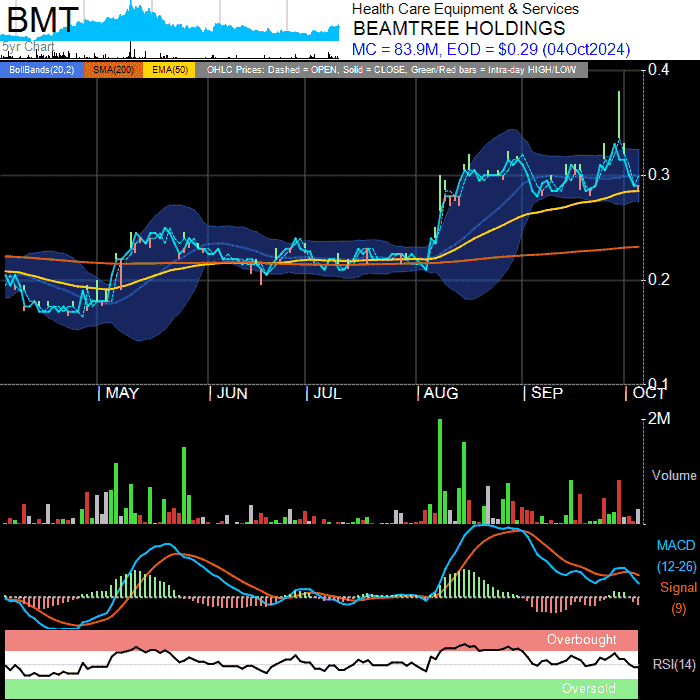 BMT
5yr Chart
Health Care Equipment & Services
BEAMTREE HOLDINGS
MC = 83.9M, EOD = $0.29 (04Oct2024)
BollBands(20,2) SMA(200) EMA(50) OHLC Prices: Dashed = OPEN, Solid = CLOSE, Green/Red bars = Intra-day HIGH/LOW
0.4
0.3
0.2
0.1
MAY JUN JUL AUG SEP OCT
2M
Volume
MACD
(12-26)
Signal
(9)
Overbought
RSI(14)
Oversold